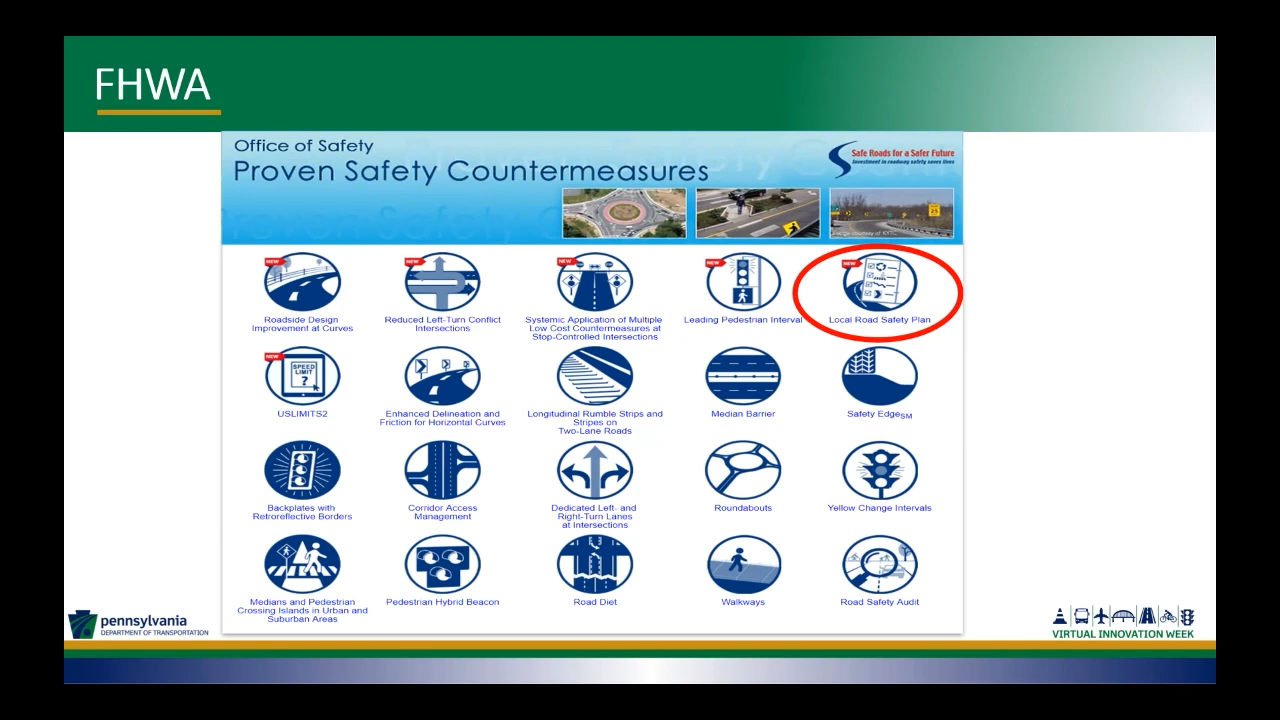 FHWA
Office of Safety
Proven Safety Countermeasures
Safe Roads for a Safer Future
Investment in roadway safety saves lives
NEW
NEW
NEW
NEW
NEW
Roadside Design
Improvement at Curves
Reduced Left-Turn Conflict
Intersections
Systemic Application of Multiple
Low Cost Countermeasures at
Stop-Controlled Intersections
Leading Pedestrian Interval
Local Road Safety Plan
NEW
SPEED
LIMIT
?
USLIMITS2
Enhanced Delineation and
Friction for Horizontal Curves
Longitudinal Rumble Strips and
Stripes on
Two-Lane Roads
Median Barrier
Safety EdgeSM
Backplates with
Retroreflective Borders
Corridor Access
Management
Dedicated Left- and
Right-Turn Lanes
at Intersections
Roundabouts
Yellow Change Intervals
Medians and Pedestrian
Crossing Islands in Urban and
Suburban Areas
Pedestrian Hybrid Beacon
Road Diet
Walkways
Road Safety Audit
pennsylvania
DEPARTMENT OF TRANSPORTATION
VIRTUAL INNOVATION WEEK